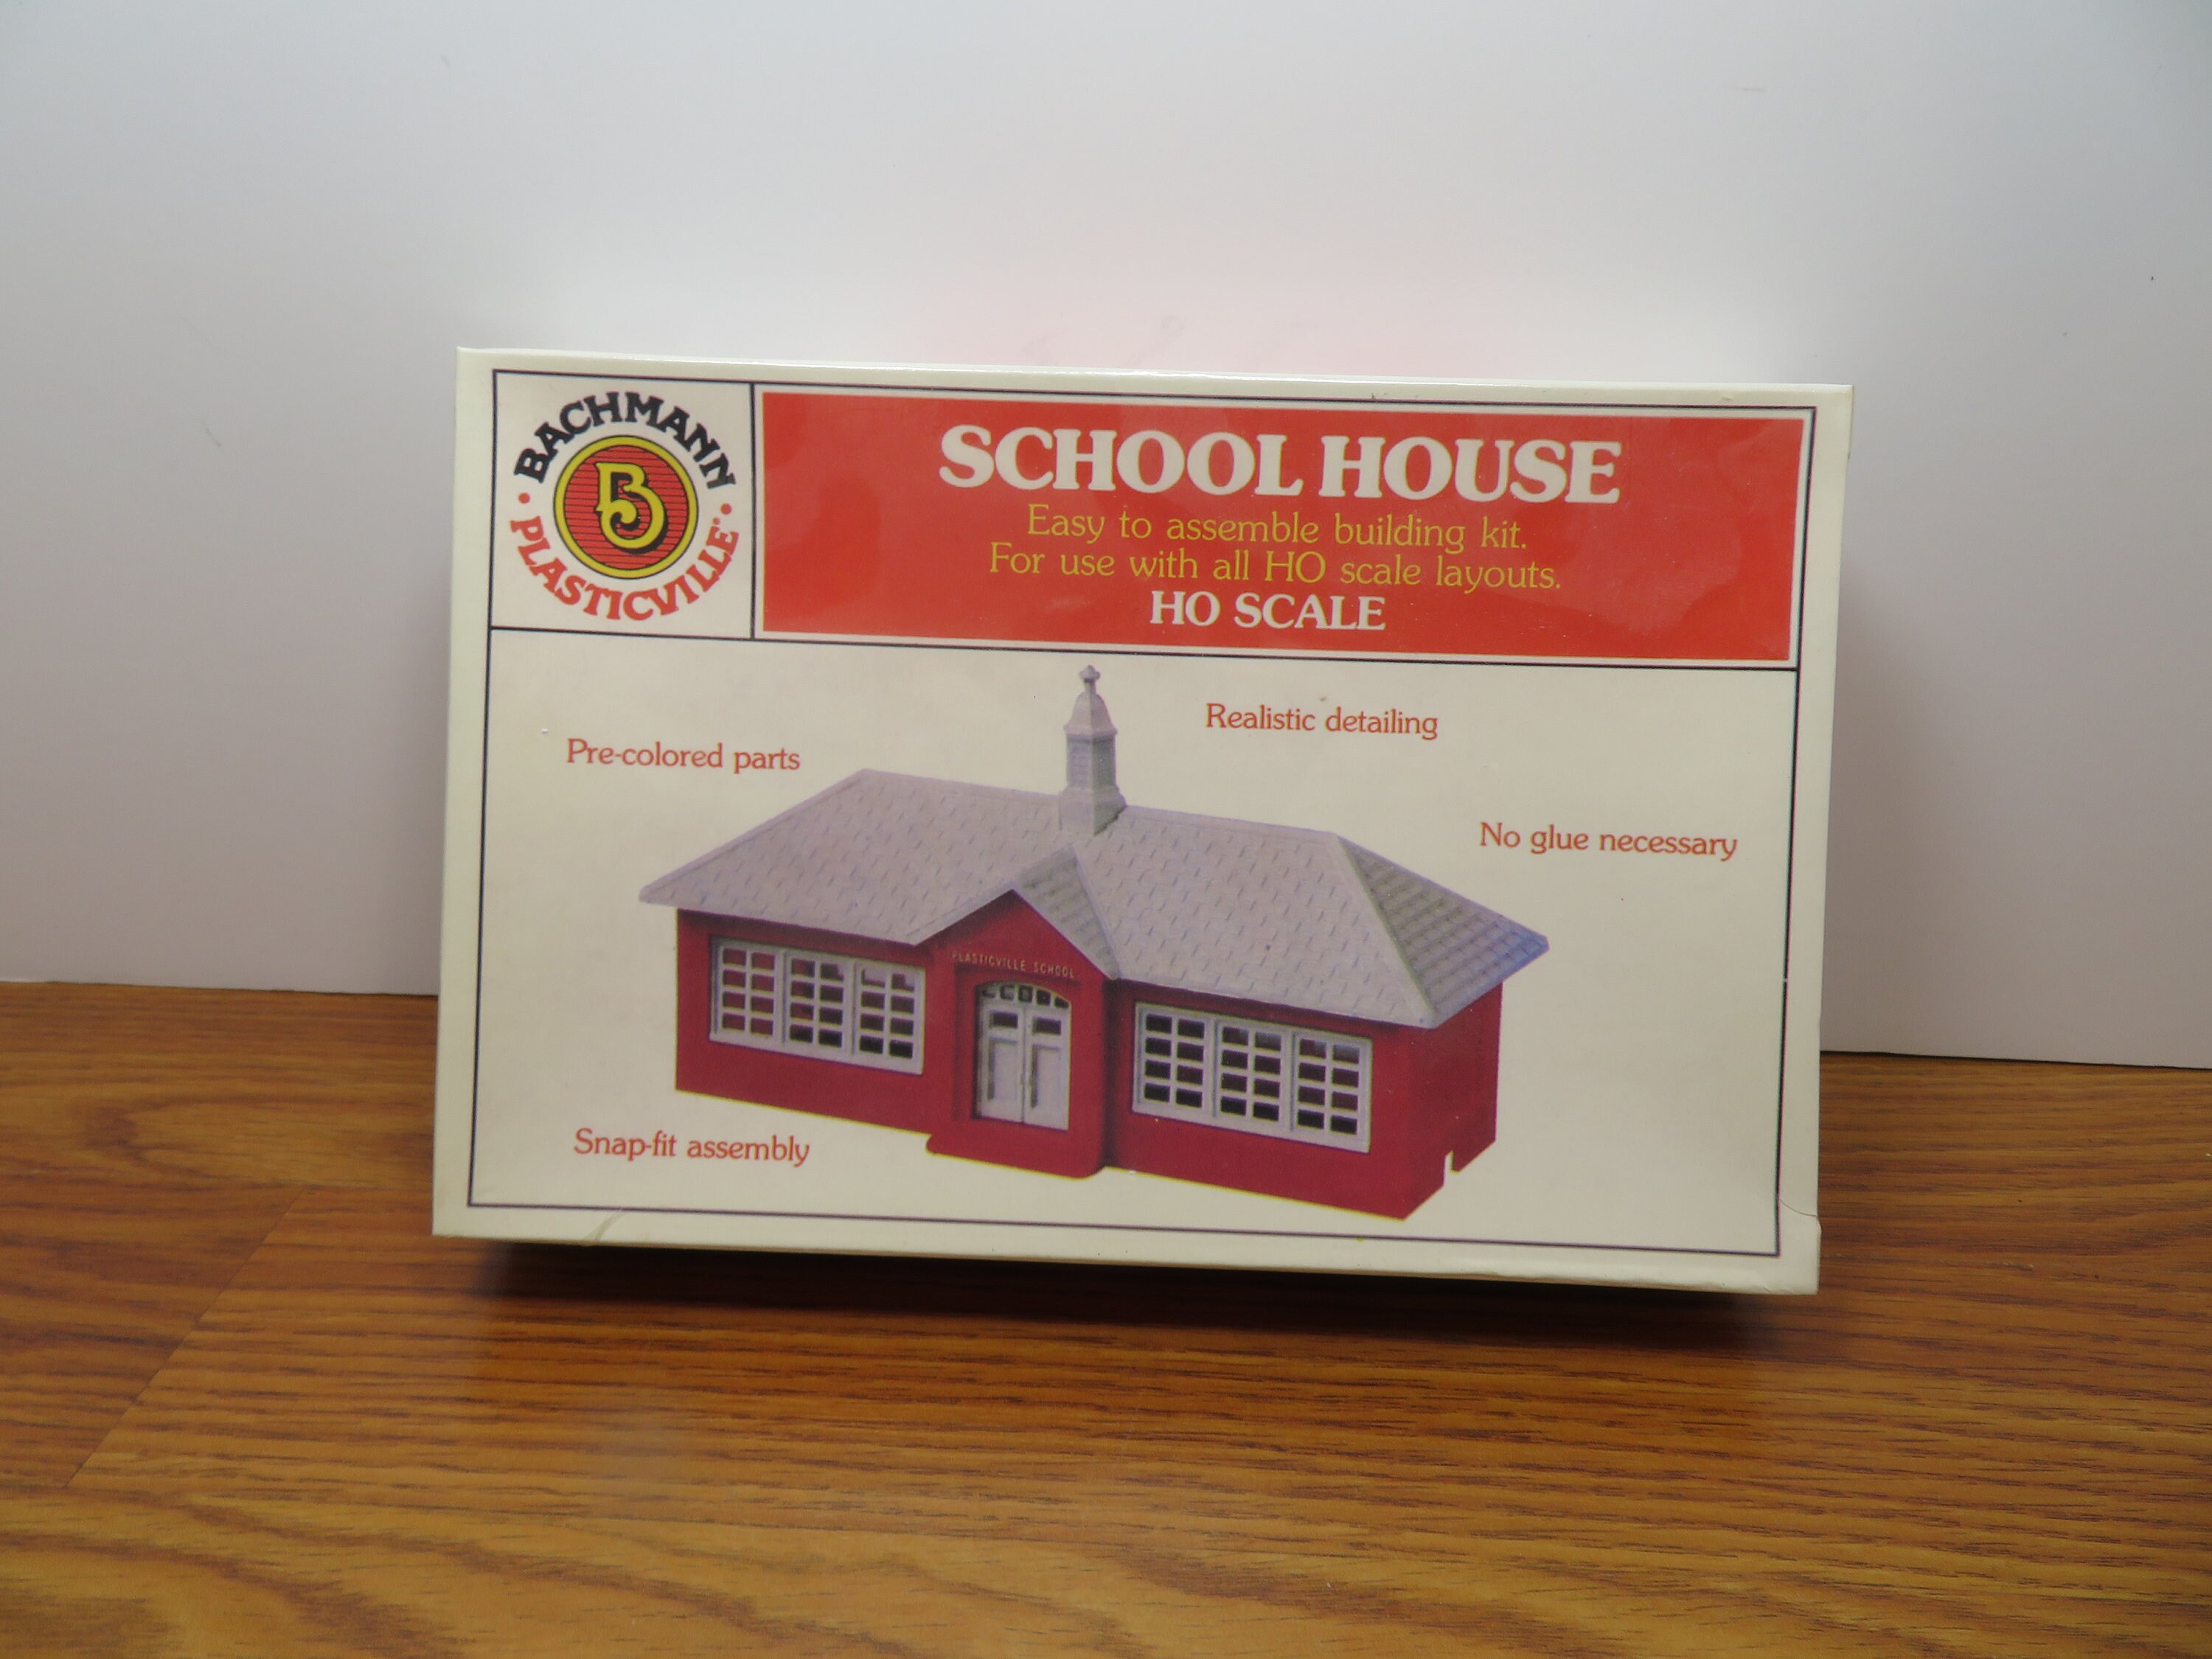 BACHMANN
B
PLASTICVILLE®
SCHOOL HOUSE
Easy to assemble building kit.
For use with all HO scale layouts.
HO SCALE
Realistic detailing
Pre-colored parts
No glue necessary
PLASTICVILLE SCHOOL
Snap-fit assembly